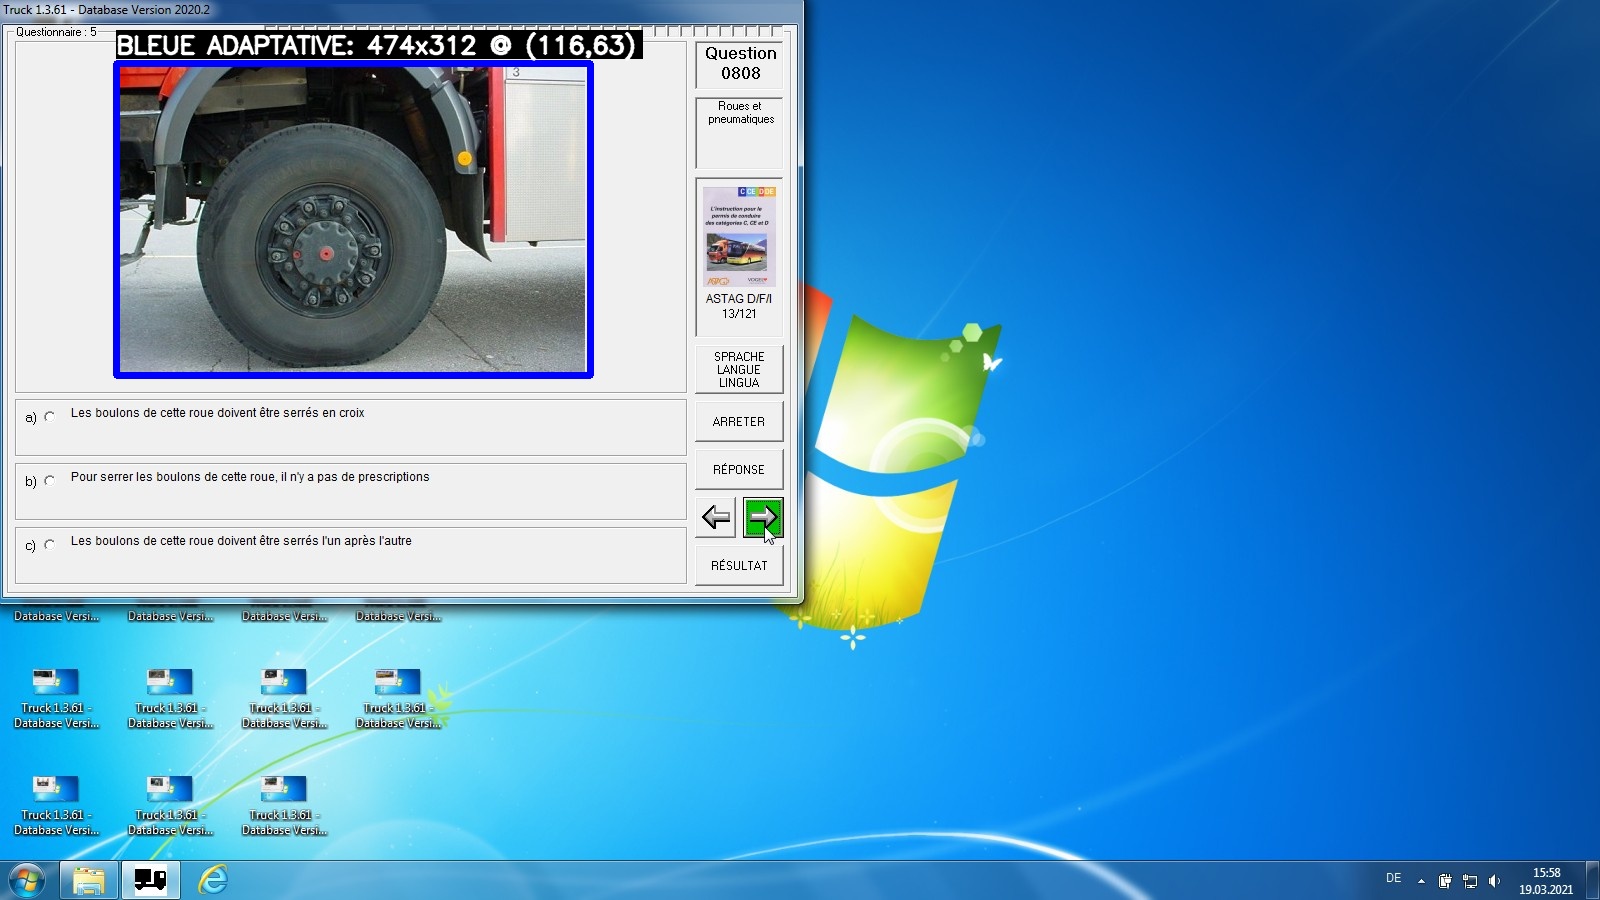 Truck 1.3.61 - Database Version 2020.2
Questionnaire : 5
BLEUE ADAPTATIVE: 474x312 @ (116,63)
3
Question
0808
Roues et
pneumatiques
C CE D DE
L'instruction pour le
permis de conduire
des catégories C, CE et D
ASTAG D/F/I
13/121
SPRACHE
LANGUE
LINGUA
a) Les boulons de cette roue doivent être serrés en croix
ARRETER
b) Pour serrer les boulons de cette roue, il n'y a pas de prescriptions
RÉPONSE
c) Les boulons de cette roue doivent être serrés l'un après l'autre
RÉSULTAT
Database Versi... Database Versi... Database Versi... Database Versi...
Truck 1.3.61 - Truck 1.3.61 - Truck 1.3.61 - Truck 1.3.61 -
Database Versi... Database Versi... Database Versi... Database Versi...
Truck 1.3.61 - Truck 1.3.61 - Truck 1.3.61 -
Database Versi... Database Versi... Database Versi...
DE
15:58
19.03.2021